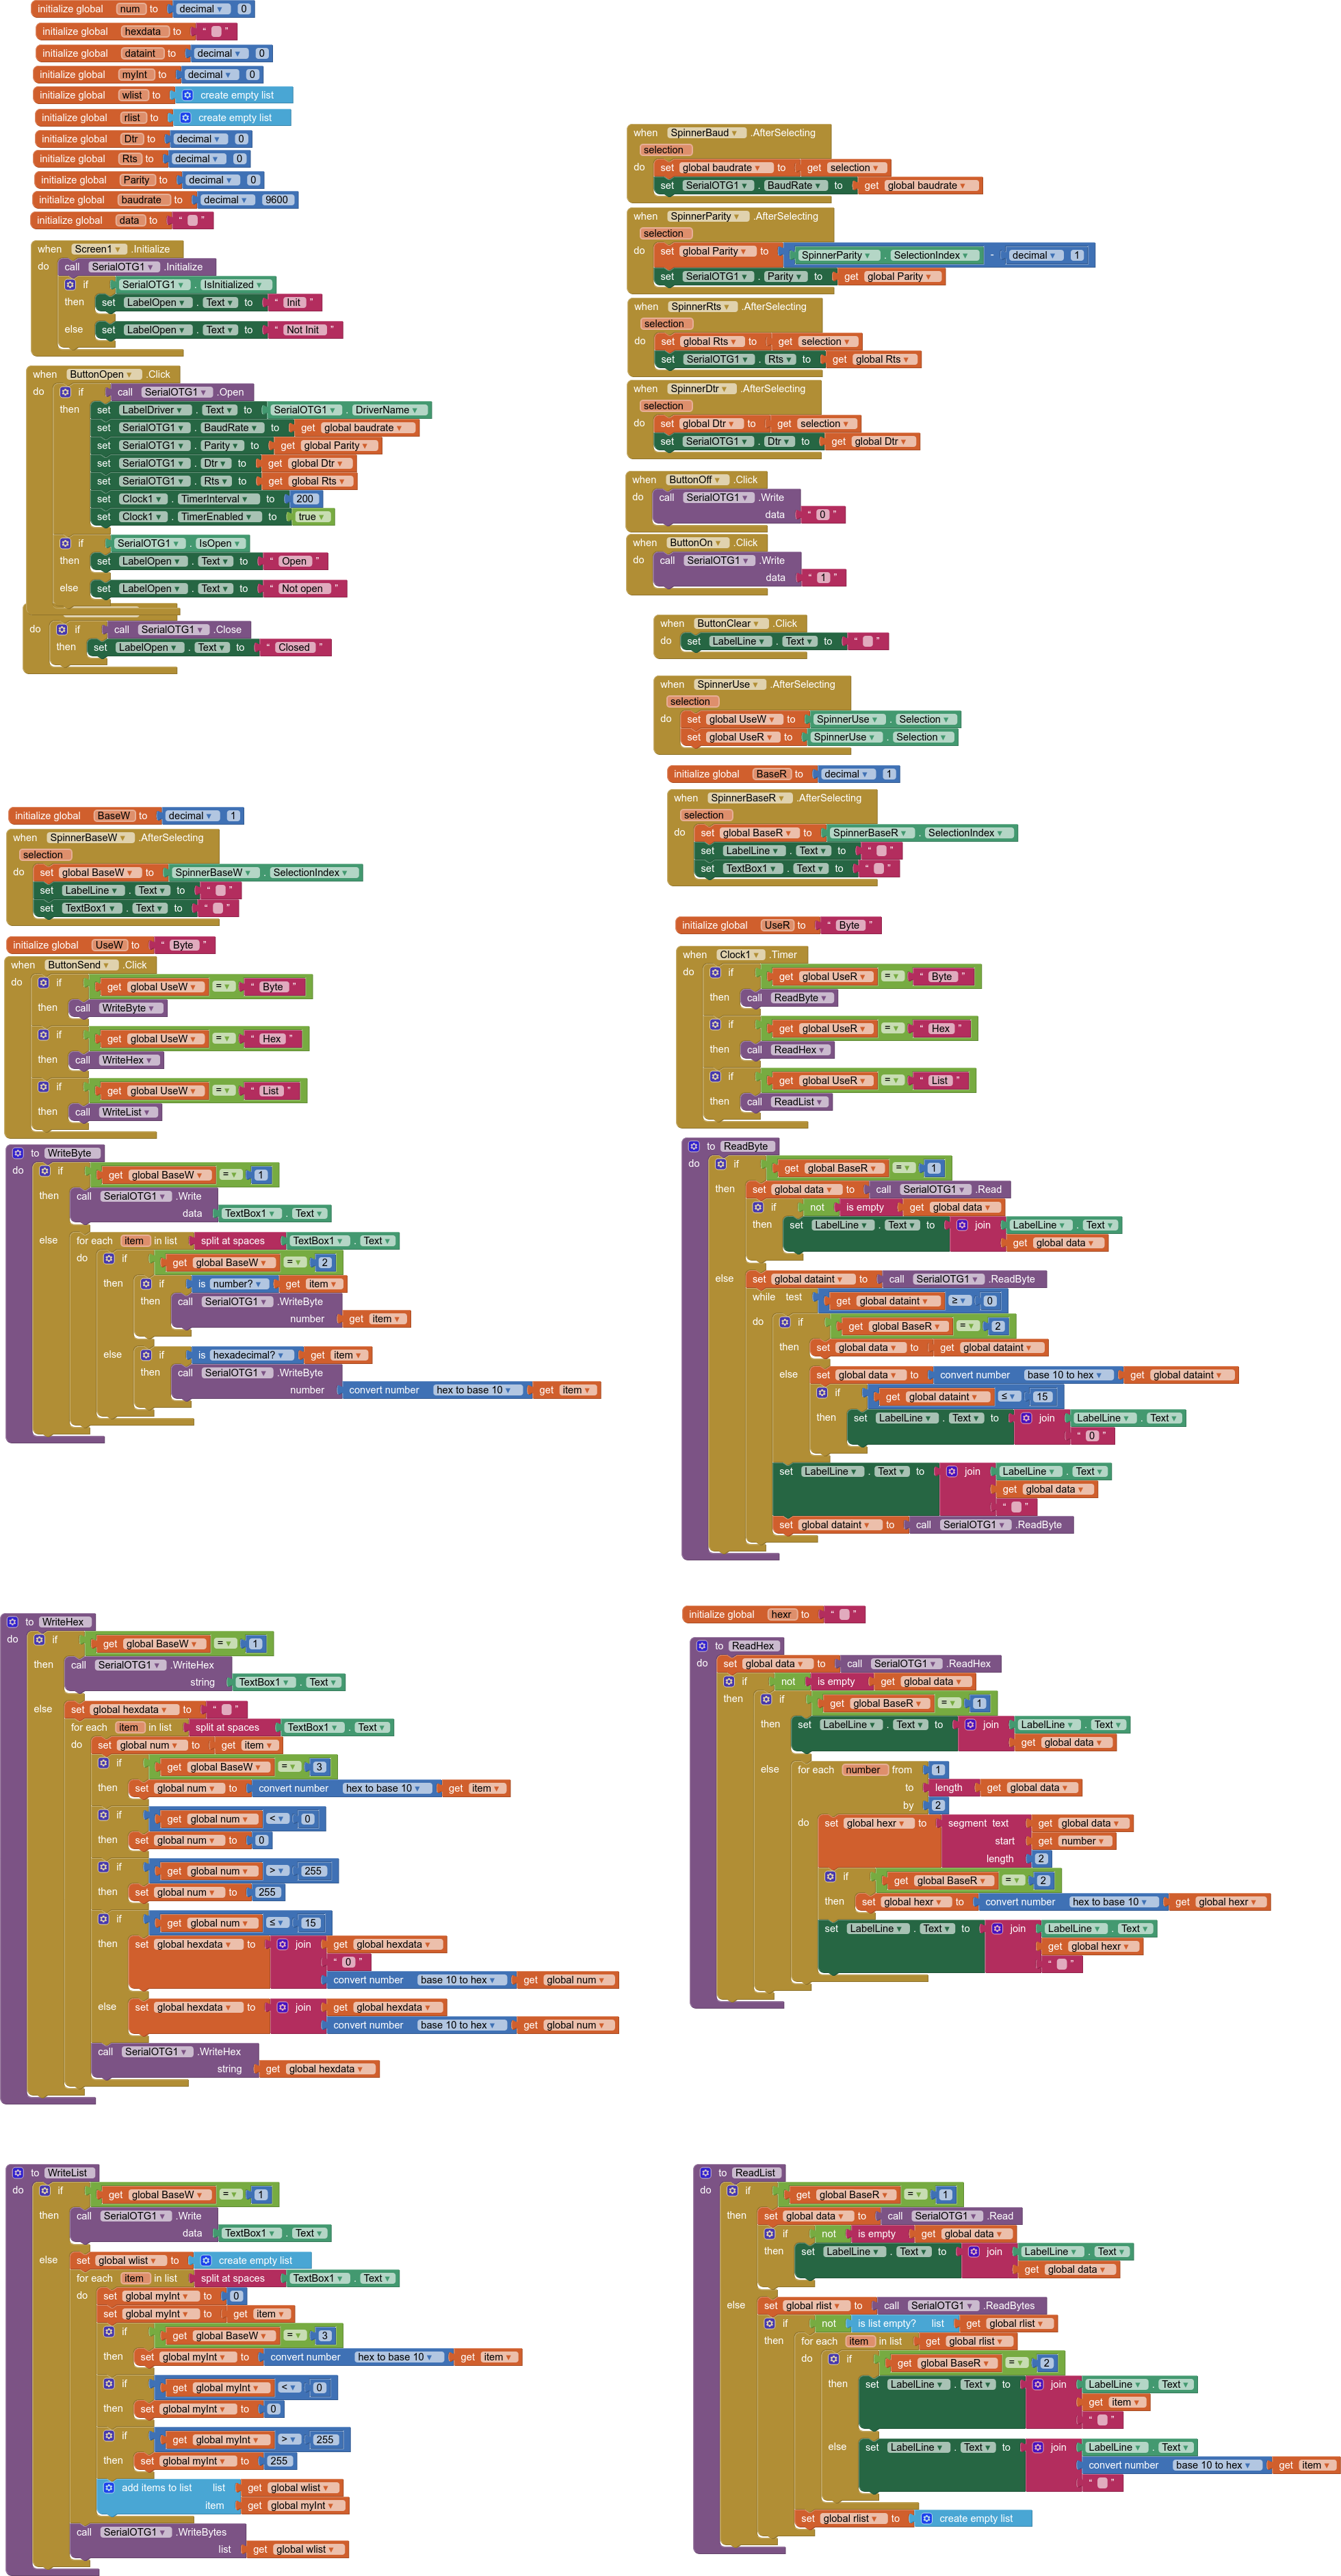 initialize global num to decimal 0
initialize global hexdata to “ ”
initialize global dataint to decimal 0
initialize global myInt to decimal 0
initialize global wlist to create empty list
initialize global rlist to create empty list
initialize global Dtr to decimal 0
initialize global Rts to decimal 0
initialize global Parity to decimal 0
initialize global baudrate to decimal 9600
initialize global data to “ ”
when Screen1 .Initialize
do call SerialOTG1 .Initialize
if SerialOTG1 . IsInitialized
then set LabelOpen . Text to “ Init ”
else set LabelOpen . Text to “ Not Init ”
when ButtonOpen .Click
do if call SerialOTG1 .Open
then set LabelDriver . Text to SerialOTG1 . DriverName
set SerialOTG1 . BaudRate to get global baudrate
set SerialOTG1 . Parity to get global Parity
set SerialOTG1 . Dtr to get global Dtr
set SerialOTG1 . Rts to get global Rts
set Clock1 . TimerInterval to 200
set Clock1 . TimerEnabled to true
if SerialOTG1 . IsOpen
then set LabelOpen . Text to “ Open ”
else set LabelOpen . Text to “ Not open ”
do if call SerialOTG1 .Close
then set LabelOpen . Text to “ Closed ”
when SpinnerBaud .AfterSelecting
selection
do set global baudrate to get selection
set SerialOTG1 . BaudRate to get global baudrate
when SpinnerParity .AfterSelecting
selection
do set global Parity to SpinnerParity . SelectionIndex - decimal 1
set SerialOTG1 . Parity to get global Parity
when SpinnerRts .AfterSelecting
selection
do set global Rts to get selection
set SerialOTG1 . Rts to get global Rts
when SpinnerDtr .AfterSelecting
selection
do set global Dtr to get selection
set SerialOTG1 . Dtr to get global Dtr
when ButtonOff .Click
do call SerialOTG1 .Write
data “ 0 ”
when ButtonOn .Click
do call SerialOTG1 .Write
data “ 1 ”
when ButtonClear .Click
do set LabelLine . Text to “ ”
when SpinnerUse .AfterSelecting
selection
do set global UseW to SpinnerUse . Selection
set global UseR to SpinnerUse . Selection
initialize global BaseW to decimal 1
when SpinnerBaseW .AfterSelecting
selection
do set global BaseW to SpinnerBaseW . SelectionIndex
set LabelLine . Text to “ ”
set TextBox1 . Text to “ ”
initialize global UseW to “ Byte ”
when ButtonSend .Click
do if get global UseW = “ Byte ”
then call WriteByte
if get global UseW = “ Hex ”
then call WriteHex
if get global UseW = “ List ”
then call WriteList
to WriteByte
do if get global BaseW = 1
then call SerialOTG1 .Write
data TextBox1 . Text
else for each item in list split at spaces TextBox1 . Text
do if get global BaseW = 2
then if is number? get item
then call SerialOTG1 .WriteByte
number get item
else if is hexadecimal? get item
then call SerialOTG1 .WriteByte
number convert number hex to base 10 get item
initialize global BaseR to decimal 1
when SpinnerBaseR .AfterSelecting
selection
do set global BaseR to SpinnerBaseR . SelectionIndex
set LabelLine . Text to “ ”
set TextBox1 . Text to “ ”
initialize global UseR to “ Byte ”
when Clock1 .Timer
do if get global UseR = “ Byte ”
then call ReadByte
if get global UseR = “ Hex ”
then call ReadHex
if get global UseR = “ List ”
then call ReadList
to ReadByte
do if get global BaseR = 1
then set global data to call SerialOTG1 .Read
if not is empty get global data
then set LabelLine . Text to join LabelLine . Text
get global data
else set global dataint to call SerialOTG1 .ReadByte
while test get global dataint ≥ 0
do if get global BaseR = 2
then set global data to get global dataint
else set global data to convert number base 10 to hex get global dataint
if get global dataint ≤ 15
then set LabelLine . Text to join LabelLine . Text
“ 0 ”
set LabelLine . Text to join LabelLine . Text
get global data
“ ”
set global dataint to call SerialOTG1 .ReadByte
to WriteHex
do if get global BaseW = 1
then call SerialOTG1 .WriteHex
string TextBox1 . Text
else set global hexdata to “ ”
for each item in list split at spaces TextBox1 . Text
do set global num to get item
if get global BaseW = 3
then set global num to convert number hex to base 10 get item
if get global num < 0
then set global num to 0
if get global num > 255
then set global num to 255
if get global num ≤ 15
then set global hexdata to join get global hexdata
“ 0 ”
convert number base 10 to hex get global num
else set global hexdata to join get global hexdata
convert number base 10 to hex get global num
call SerialOTG1 .WriteHex
string get global hexdata
initialize global hexr to “ ”
to ReadHex
do set global data to call SerialOTG1 .ReadHex
if not is empty get global data
then if get global BaseR = 1
then set LabelLine . Text to join LabelLine . Text
get global data
else for each number from 1
to length get global data
by 2
do set global hexr to segment text get global data
start get number
length 2
if get global BaseR = 2
then set global hexr to convert number hex to base 10 get global hexr
set LabelLine . Text to join LabelLine . Text
get global hexr
“ ”
to WriteList
do if get global BaseW = 1
then call SerialOTG1 .Write
data TextBox1 . Text
else set global wlist to create empty list
for each item in list split at spaces TextBox1 . Text
do set global myInt to 0
set global myInt to get item
if get global BaseW = 3
then set global myInt to convert number hex to base 10 get item
if get global myInt < 0
then set global myInt to 0
if get global myInt > 255
then set global myInt to 255
add items to list list get global wlist
item get global myInt
call SerialOTG1 .WriteBytes
list get global wlist
to ReadList
do if get global BaseR = 1
then set global data to call SerialOTG1 .Read
if not is empty get global data
then set LabelLine . Text to join LabelLine . Text
get global data
else set global rlist to call SerialOTG1 .ReadBytes
if not is list empty? list get global rlist
then for each item in list get global rlist
do if get global BaseR = 2
then set LabelLine . Text to join LabelLine . Text
get item
“ ”
else set LabelLine . Text to join LabelLine . Text
convert number base 10 to hex get item
“ ”
set global rlist to create empty list